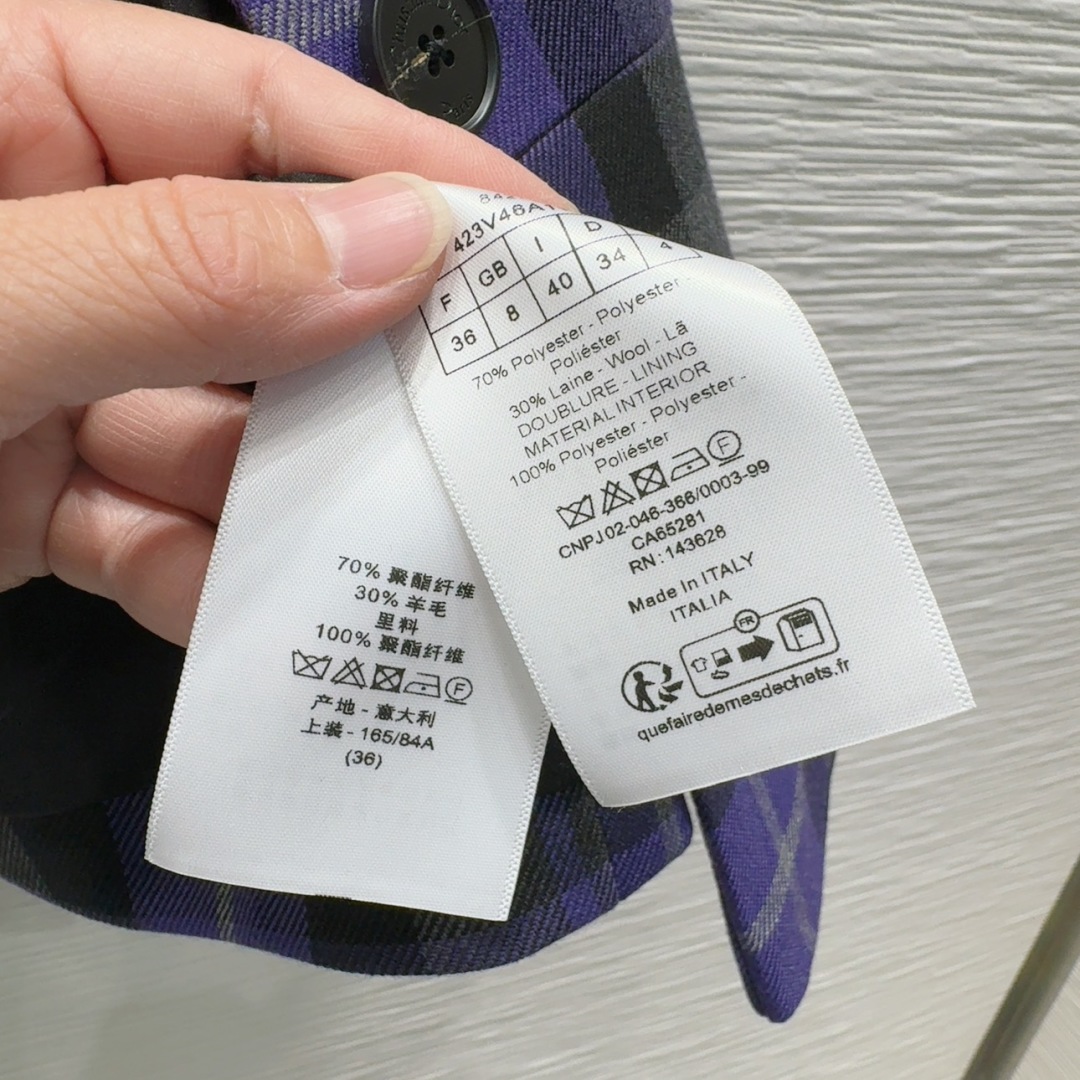 423V46A
F GB I D
36 8 40 34 4
70% Polyester - Polyester -
Poliéster
30% Laine - Wool - Lã
DOUBLURE - LINING
MATERIAL INTERIOR
100% Polyester - Polyester -
Poliéster
F
CNPJ 02-046-366/0003-99
CA65281
RN: 143628
Made In ITALY
ITALIA
FR
quefairedemesdechets.fr
70% 聚酯纤维
30% 羊毛
里料
100% 聚酯纤维
F
产地 - 意大利
上装 - 165/84A
(36)